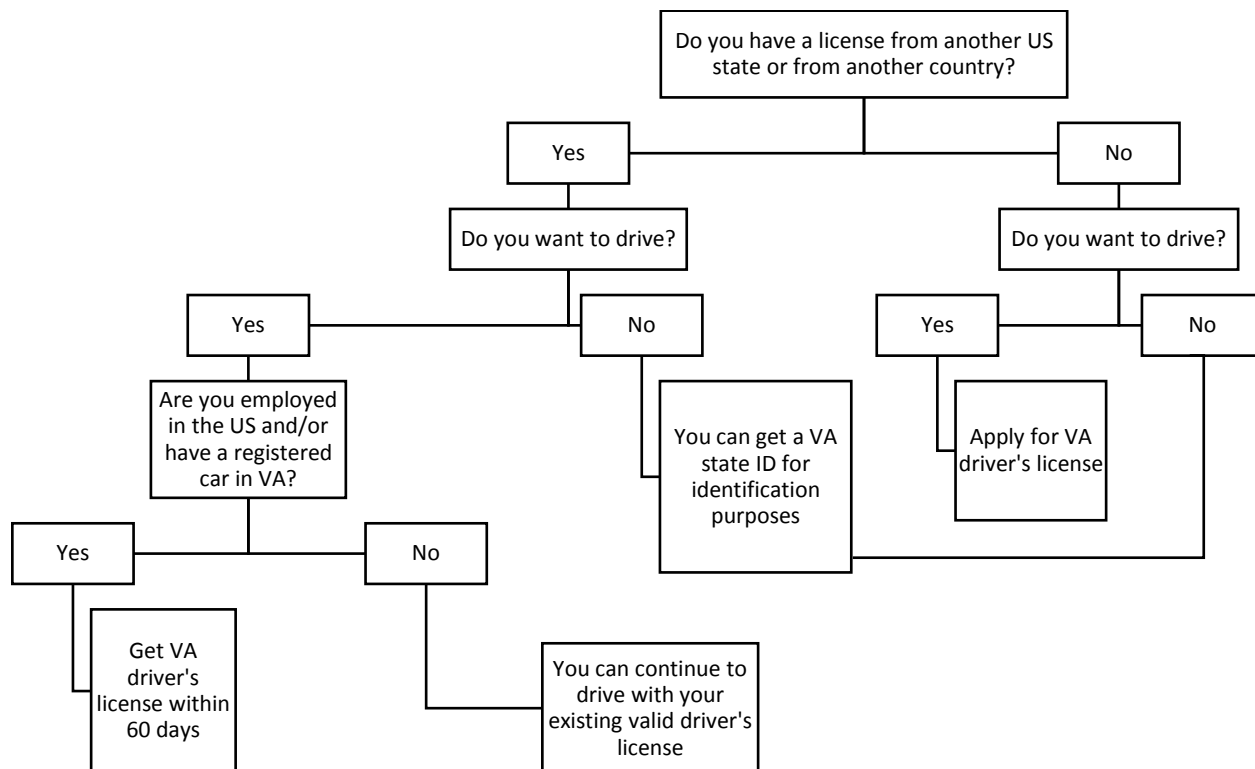 Do you have a license from another US
state or from another country?
Yes
No
Do you want to drive?
Do you want to drive?
Yes
No
Yes
No
Are you employed
in the US and/or
have a registered
car in VA?
You can get a VA
state ID for
identification
purposes
Apply for VA
driver's license
Yes
No
Get VA
driver's
license within
60 days
You can continue to
drive with your
existing valid driver's
license